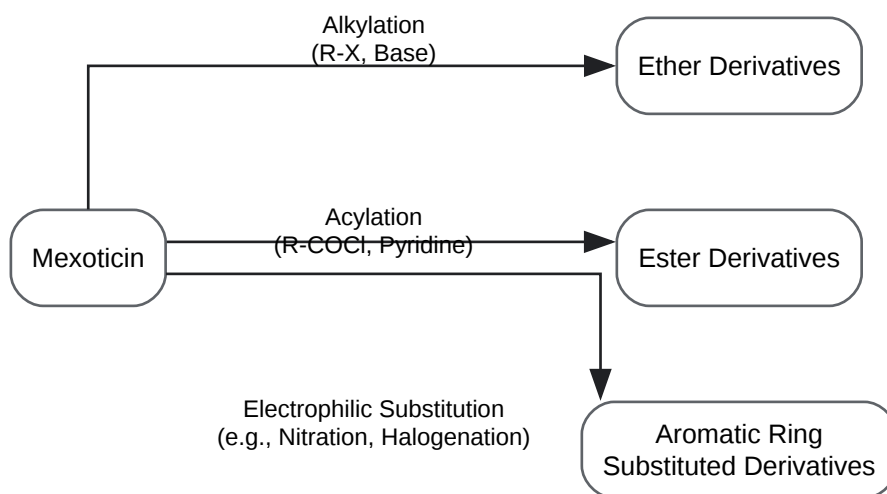 Alkylation
(R-X, Base)
Ether Derivatives
Mexoticin
Acylation
(R-COCl, Pyridine)
Ester Derivatives
Electrophilic Substitution
(e.g., Nitration, Halogenation)
Aromatic Ring
Substituted Derivatives